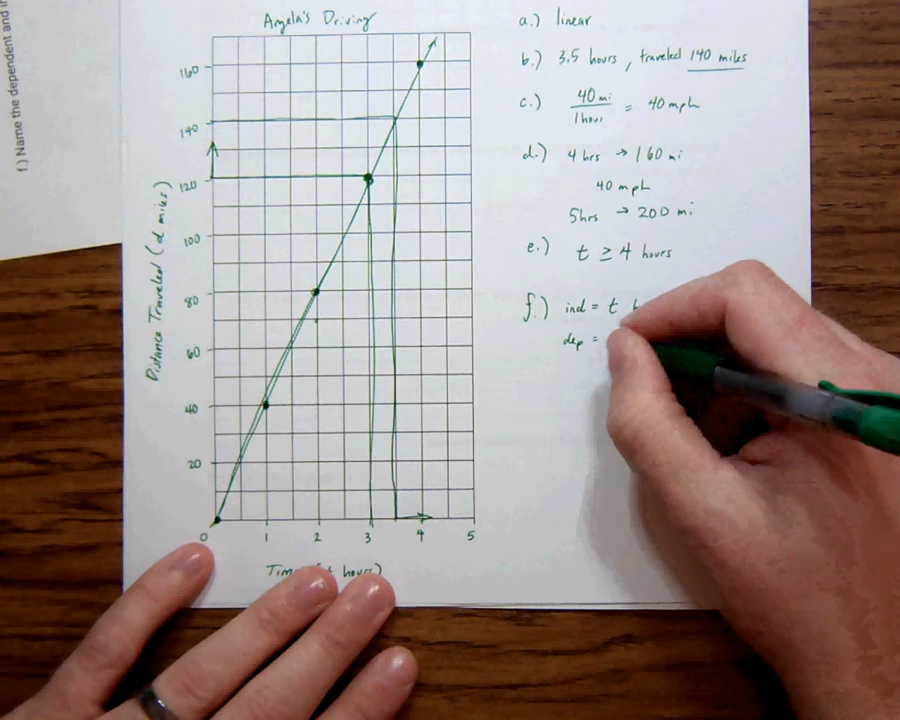 f.) Name the dependent and
Angela's Driving
160
140
120
100
80
60
40
20
0 1 2 3 4 5
Distance Traveled (d miles)
hours)
a.) linear
b.) 3.5 hours, traveled 140 miles
c.) 40 mi / 1 hour = 40 mph
d.) 4 hrs → 160 mi
40 mph
5hrs → 200 mi
e.) t ≥ 4 hours
f.) ind = t h
dep =